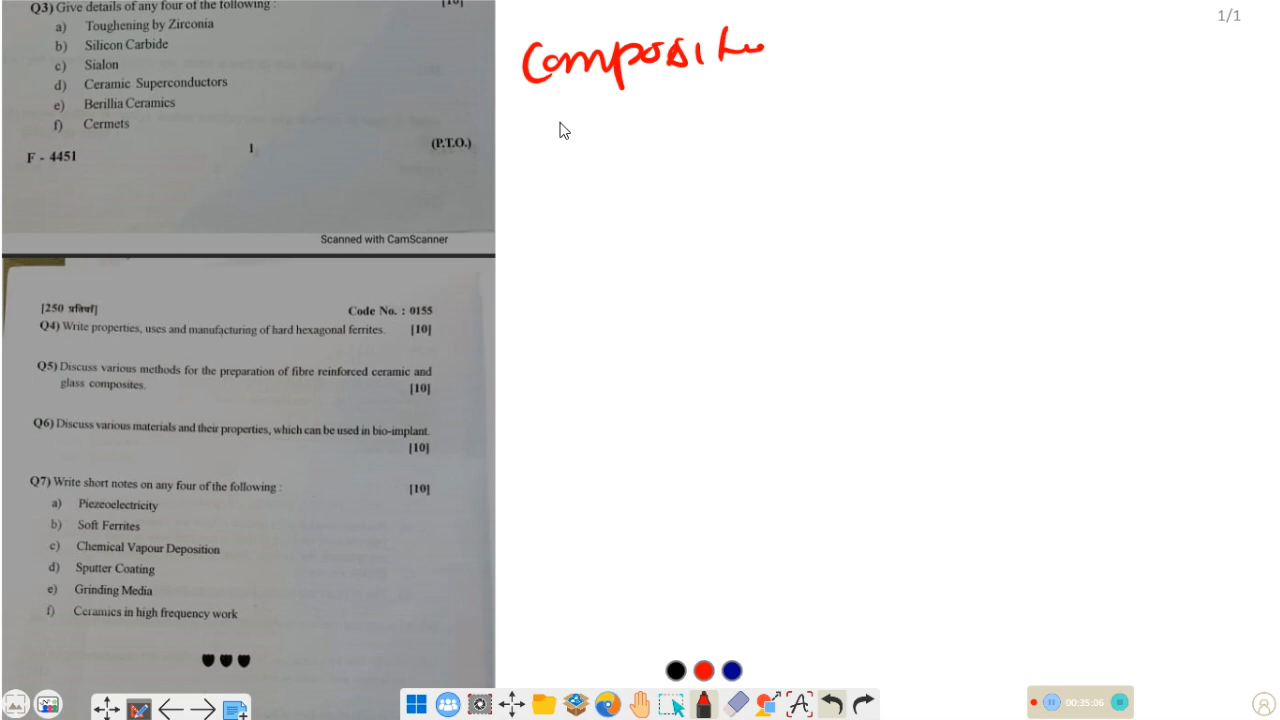 Q3) Give details of any four of the following : [10]
a) Toughening by Zirconia
b) Silicon Carbide
c) Sialon
d) Ceramic Superconductors
e) Berillia Ceramics
f) Cermets
F - 4451 1 (P.T.O.)
Scanned with CamScanner
[250 प्रतियाँ] Code No. : 0155
Q4) Write properties, uses and manufacturing of hard hexagonal ferrites. [10]
Q5) Discuss various methods for the preparation of fibre reinforced ceramic and
glass composites. [10]
Q6) Discuss various materials and their properties, which can be used in bio-implant.
[10]
Q7) Write short notes on any four of the following : [10]
a) Piezeoelectricity
b) Soft Ferrites
c) Chemical Vapour Deposition
d) Sputter Coating
e) Grinding Media
f) Ceramics in high frequency work
Composite
1/1
00:35:06